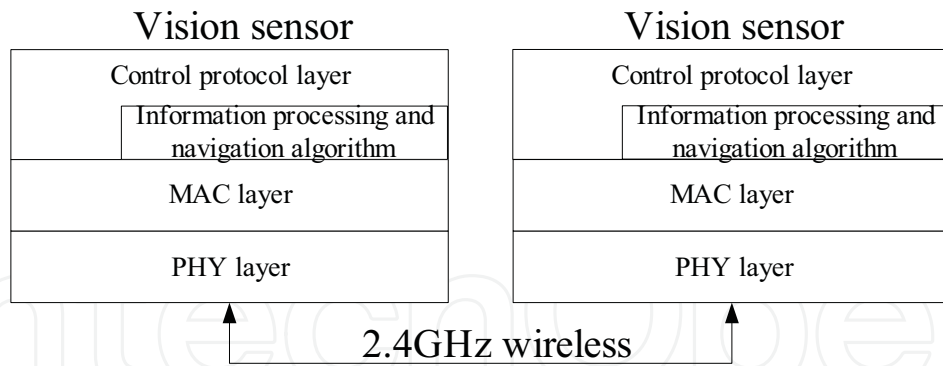 Vision sensor
Control protocol layer
Information processing and
navigation algorithm
MAC layer
PHY layer
Vision sensor
Control protocol layer
Information processing and
navigation algorithm
MAC layer
PHY layer
2.4GHz wireless